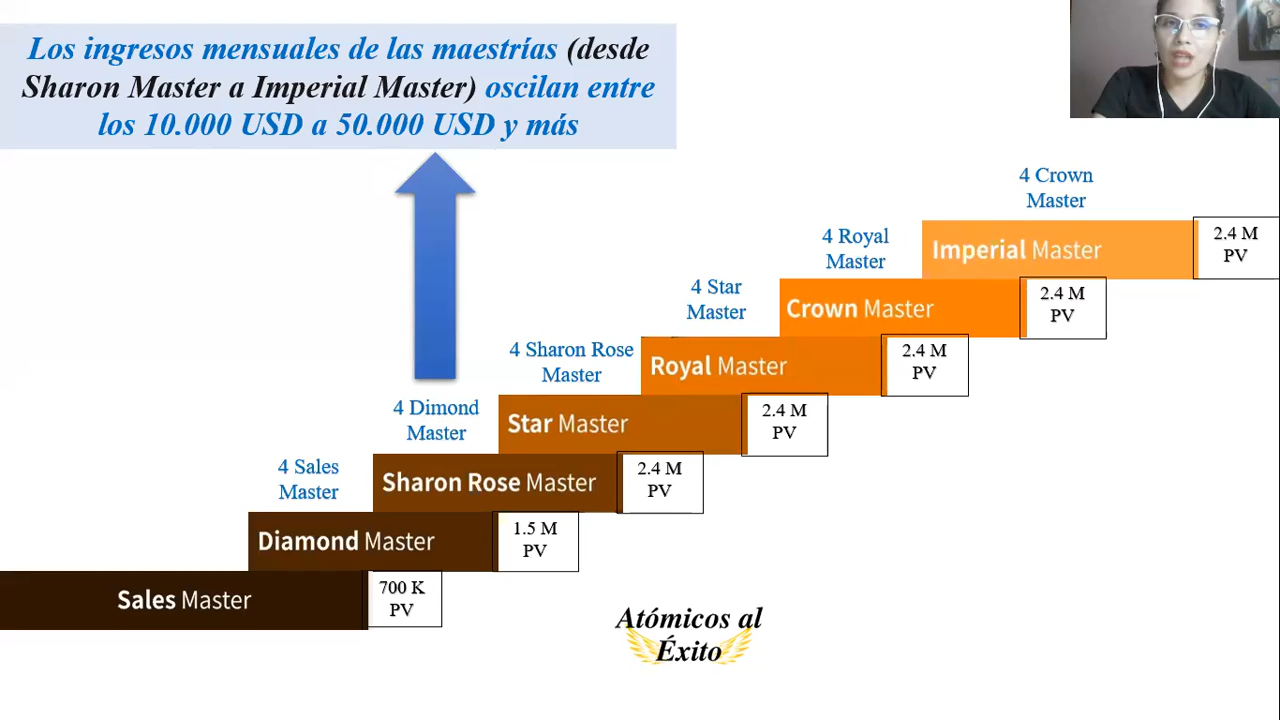 Los ingresos mensuales de las maestrías (desde
Sharon Master a Imperial Master) oscilan entre
los 10.000 USD a 50.000 USD y más
4 Crown
Master
Imperial Master
2.4 M
PV
4 Royal
Master
Crown Master
2.4 M
PV
4 Star
Master
Royal Master
2.4 M
PV
4 Sharon Rose
Master
Star Master
2.4 M
PV
4 Dimond
Master
Sharon Rose Master
2.4 M
PV
4 Sales
Master
Diamond Master
1.5 M
PV
Sales Master
700 K
PV
Atómicos al
Éxito